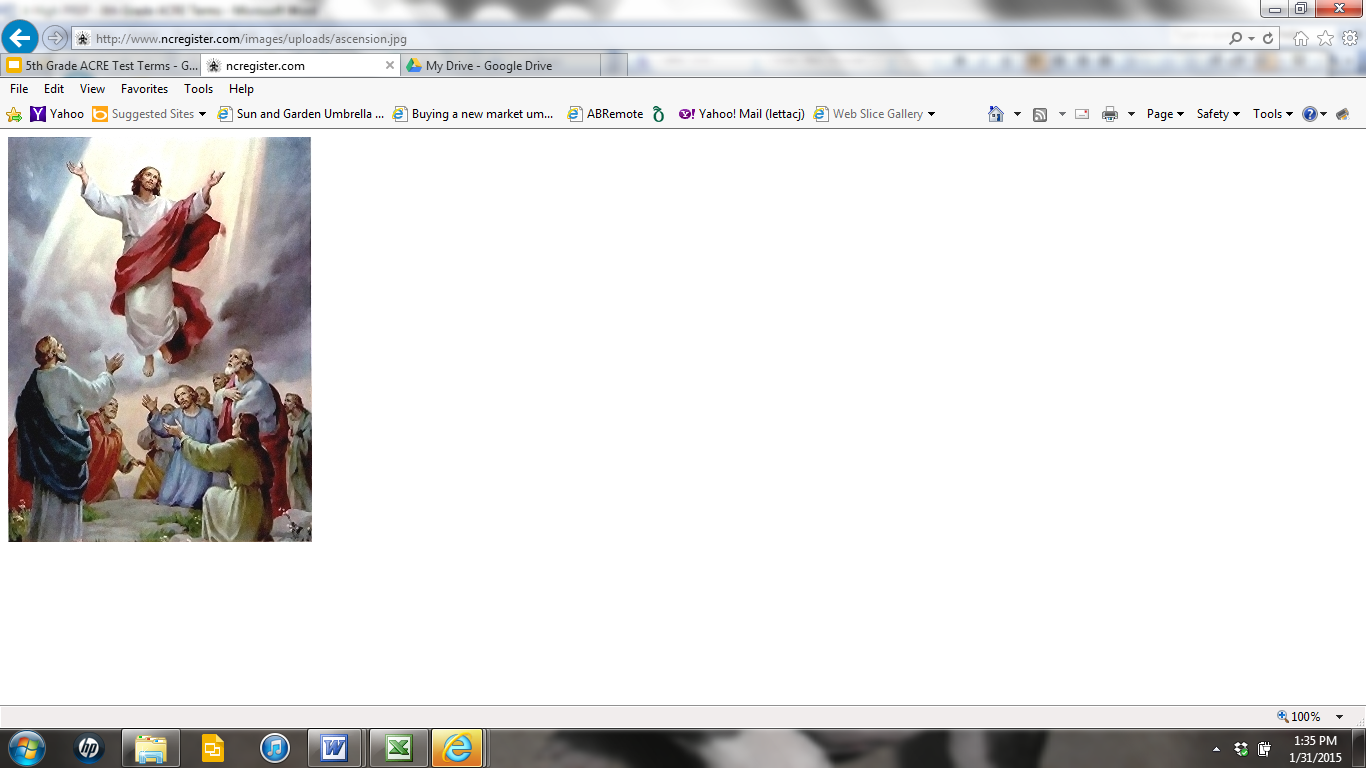 http://www.ncregister.com/images/uploads/ascension.jpg
5th Grade ACRE Test Terms - G... ncregister.com My Drive - Google Drive
File Edit View Favorites Tools Help
Yahoo Suggested Sites Sun and Garden Umbrella ... Buying a new market um... ABRemote Yahoo! Mail (lettacj) Web Slice Gallery Page Safety Tools
100%
hp 1:35 PM
1/31/2015